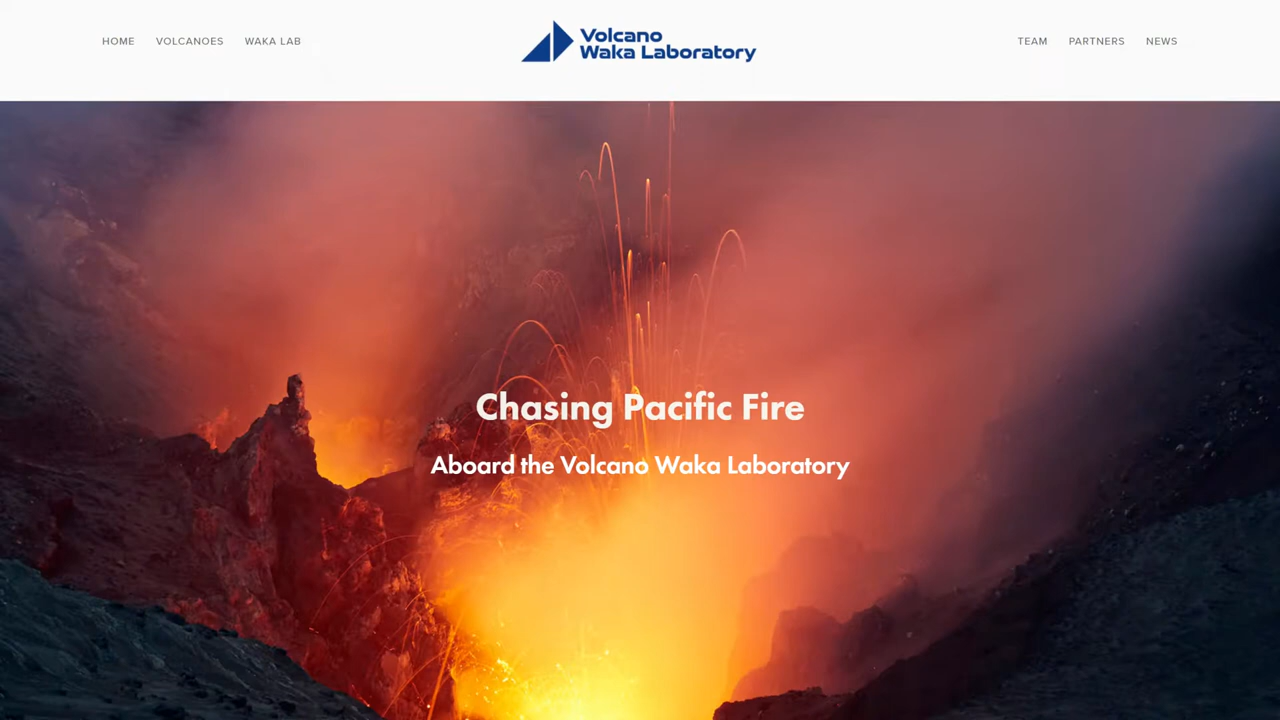 HOME
VOLCANOES
WAKA LAB
Volcano
Waka Laboratory
TEAM
PARTNERS
NEWS
Chasing Pacific Fire
Aboard the Volcano Waka Laboratory